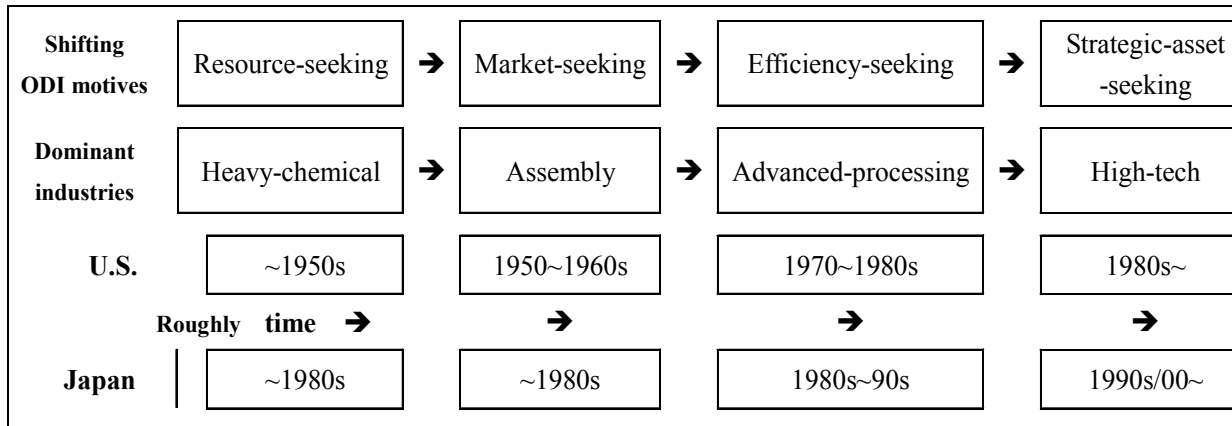 Shifting
ODI motives
Resource-seeking ➔ Market-seeking ➔ Efficiency-seeking ➔ Strategic-asset
-seeking
Dominant
industries
Heavy-chemical ➔ Assembly ➔ Advanced-processing ➔ High-tech
U.S. ~1950s 1950~1960s 1970~1980s 1980s~
Roughly time ➔ ➔ ➔ ➔
Japan ~1980s ~1980s 1980s~90s 1990s/00~